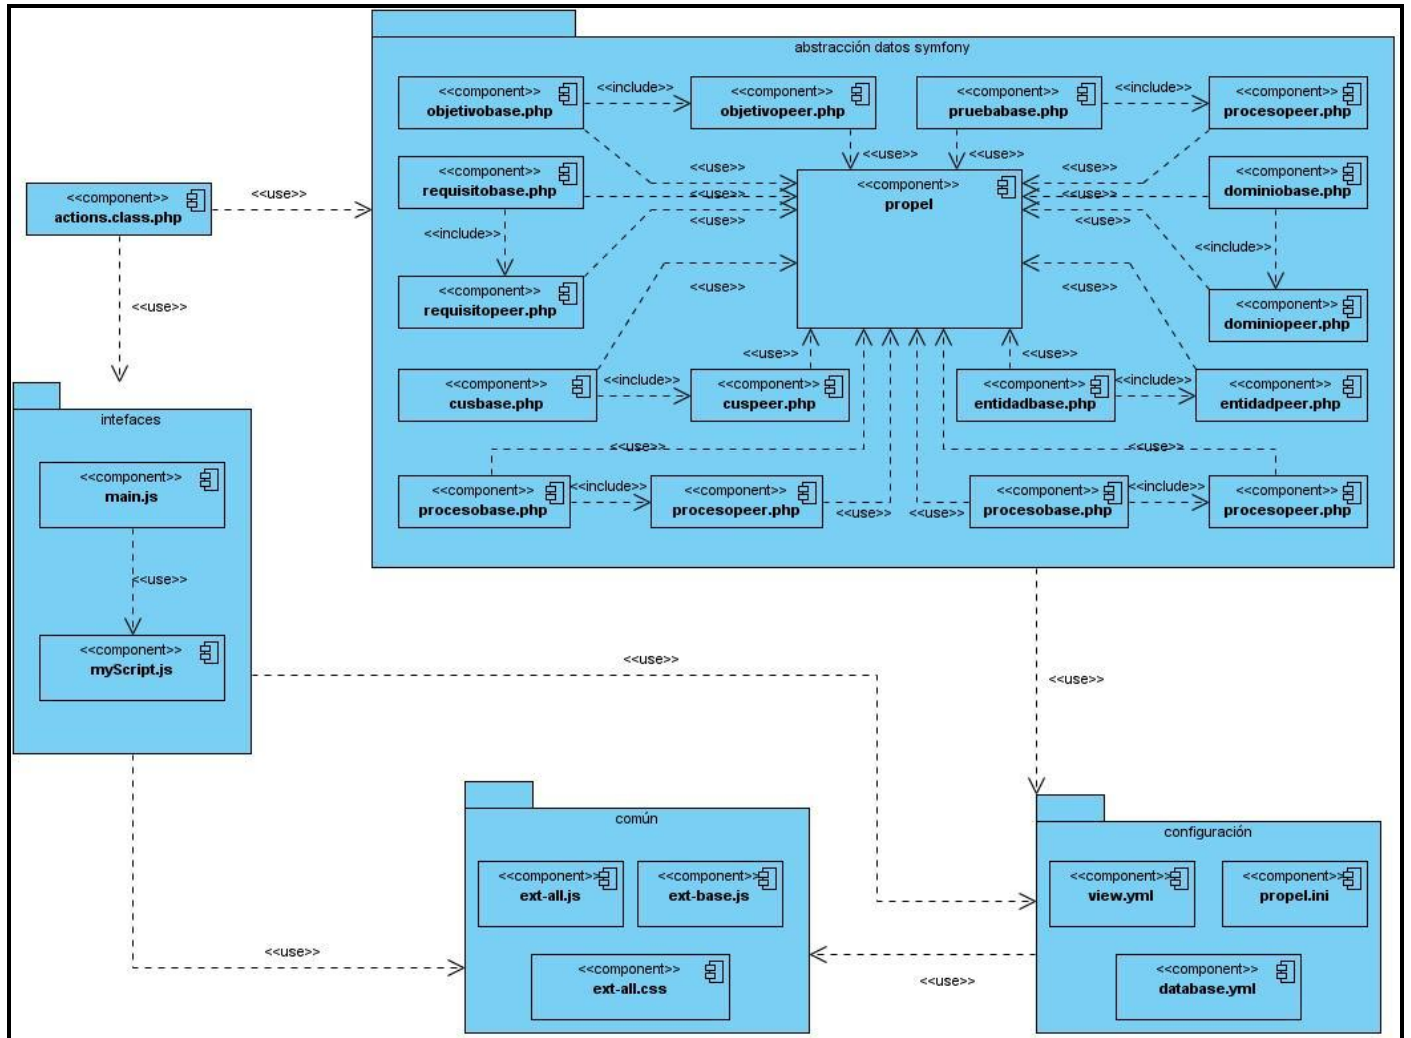 abstracción datos symfony
<<component>>
objetivobase.php
<<include>>
<<component>>
objetivopeer.php
<<component>>
pruebabase.php
<<include>>
<<component>>
procesopeer.php
<<use>>
<<use>>
<<use>>
<<use>>
<<component>>
requisitobase.php
<<use>>
<<use>>
<<include>>
<<component>>
requisitopeer.php
<<use>>
<<component>>
propel
<<use>>
<<use>>
<<component>>
dominiobase.php
<<include>>
<<component>>
dominiopeer.php
<<component>>
actions.class.php
<<use>>
<<use>>
<<use>>
<<use>>
<<component>>
cusbase.php
<<include>>
<<component>>
cuspeer.php
<<use>>
<<use>>
<<component>>
entidadbase.php
<<include>>
<<component>>
entidadpeer.php
<<use>>
<<use>>
<<component>>
procesobase.php
<<include>>
<<component>>
procesopeer.php
<<use>>
<<use>>
<<component>>
procesobase.php
<<include>>
<<component>>
procesopeer.php
intefaces
<<component>>
main.js
<<use>>
<<component>>
myScript.js
<<use>>
<<use>>
<<use>>
común
<<component>>
ext-all.js
<<component>>
ext-base.js
<<component>>
ext-all.css
<<use>>
configuración
<<component>>
view.yml
<<component>>
propel.ini
<<component>>
database.yml